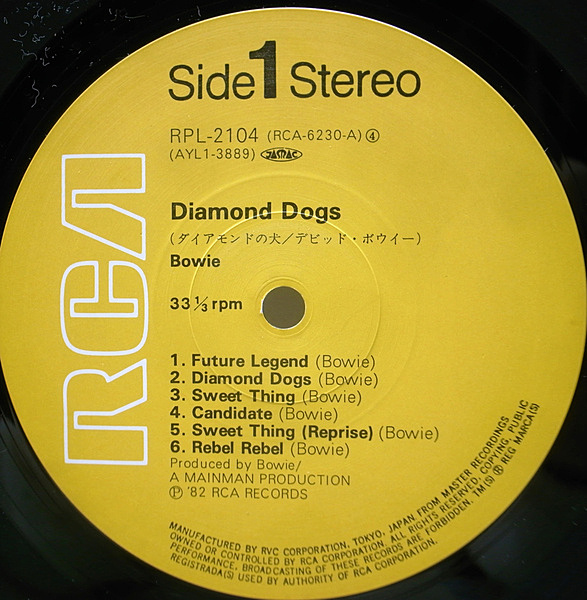 Side 1 Stereo
RPL-2104 (RCA-6230-A) ④
(AYL1-3889) JASRAC
Diamond Dogs
(ダイアモンドの犬/デビッド・ボウイー)
Bowie
33 1/3 rpm
RCA
1. Future Legend (Bowie)
2. Diamond Dogs (Bowie)
3. Sweet Thing (Bowie)
4. Candidate (Bowie)
5. Sweet Thing (Reprise) (Bowie)
6. Rebel Rebel (Bowie)
Produced by Bowie/
A MAINMAN PRODUCTION
℗ '82 RCA RECORDS
MANUFACTURED BY RVC CORPORATION, TOKYO, JAPAN FROM MASTER RECORDINGS
OWNED OR CONTROLLED BY RCA CORPORATION. ALL RIGHTS RESERVED, COPYING, PUBLIC
PERFORMANCE, BROADCASTING OF THESE RECORDS ARE FORBIDDEN. TM(S) ® REG MARCA(S)
REGISTRADA(S) USED BY AUTHORITY OF RCA CORPORATION.